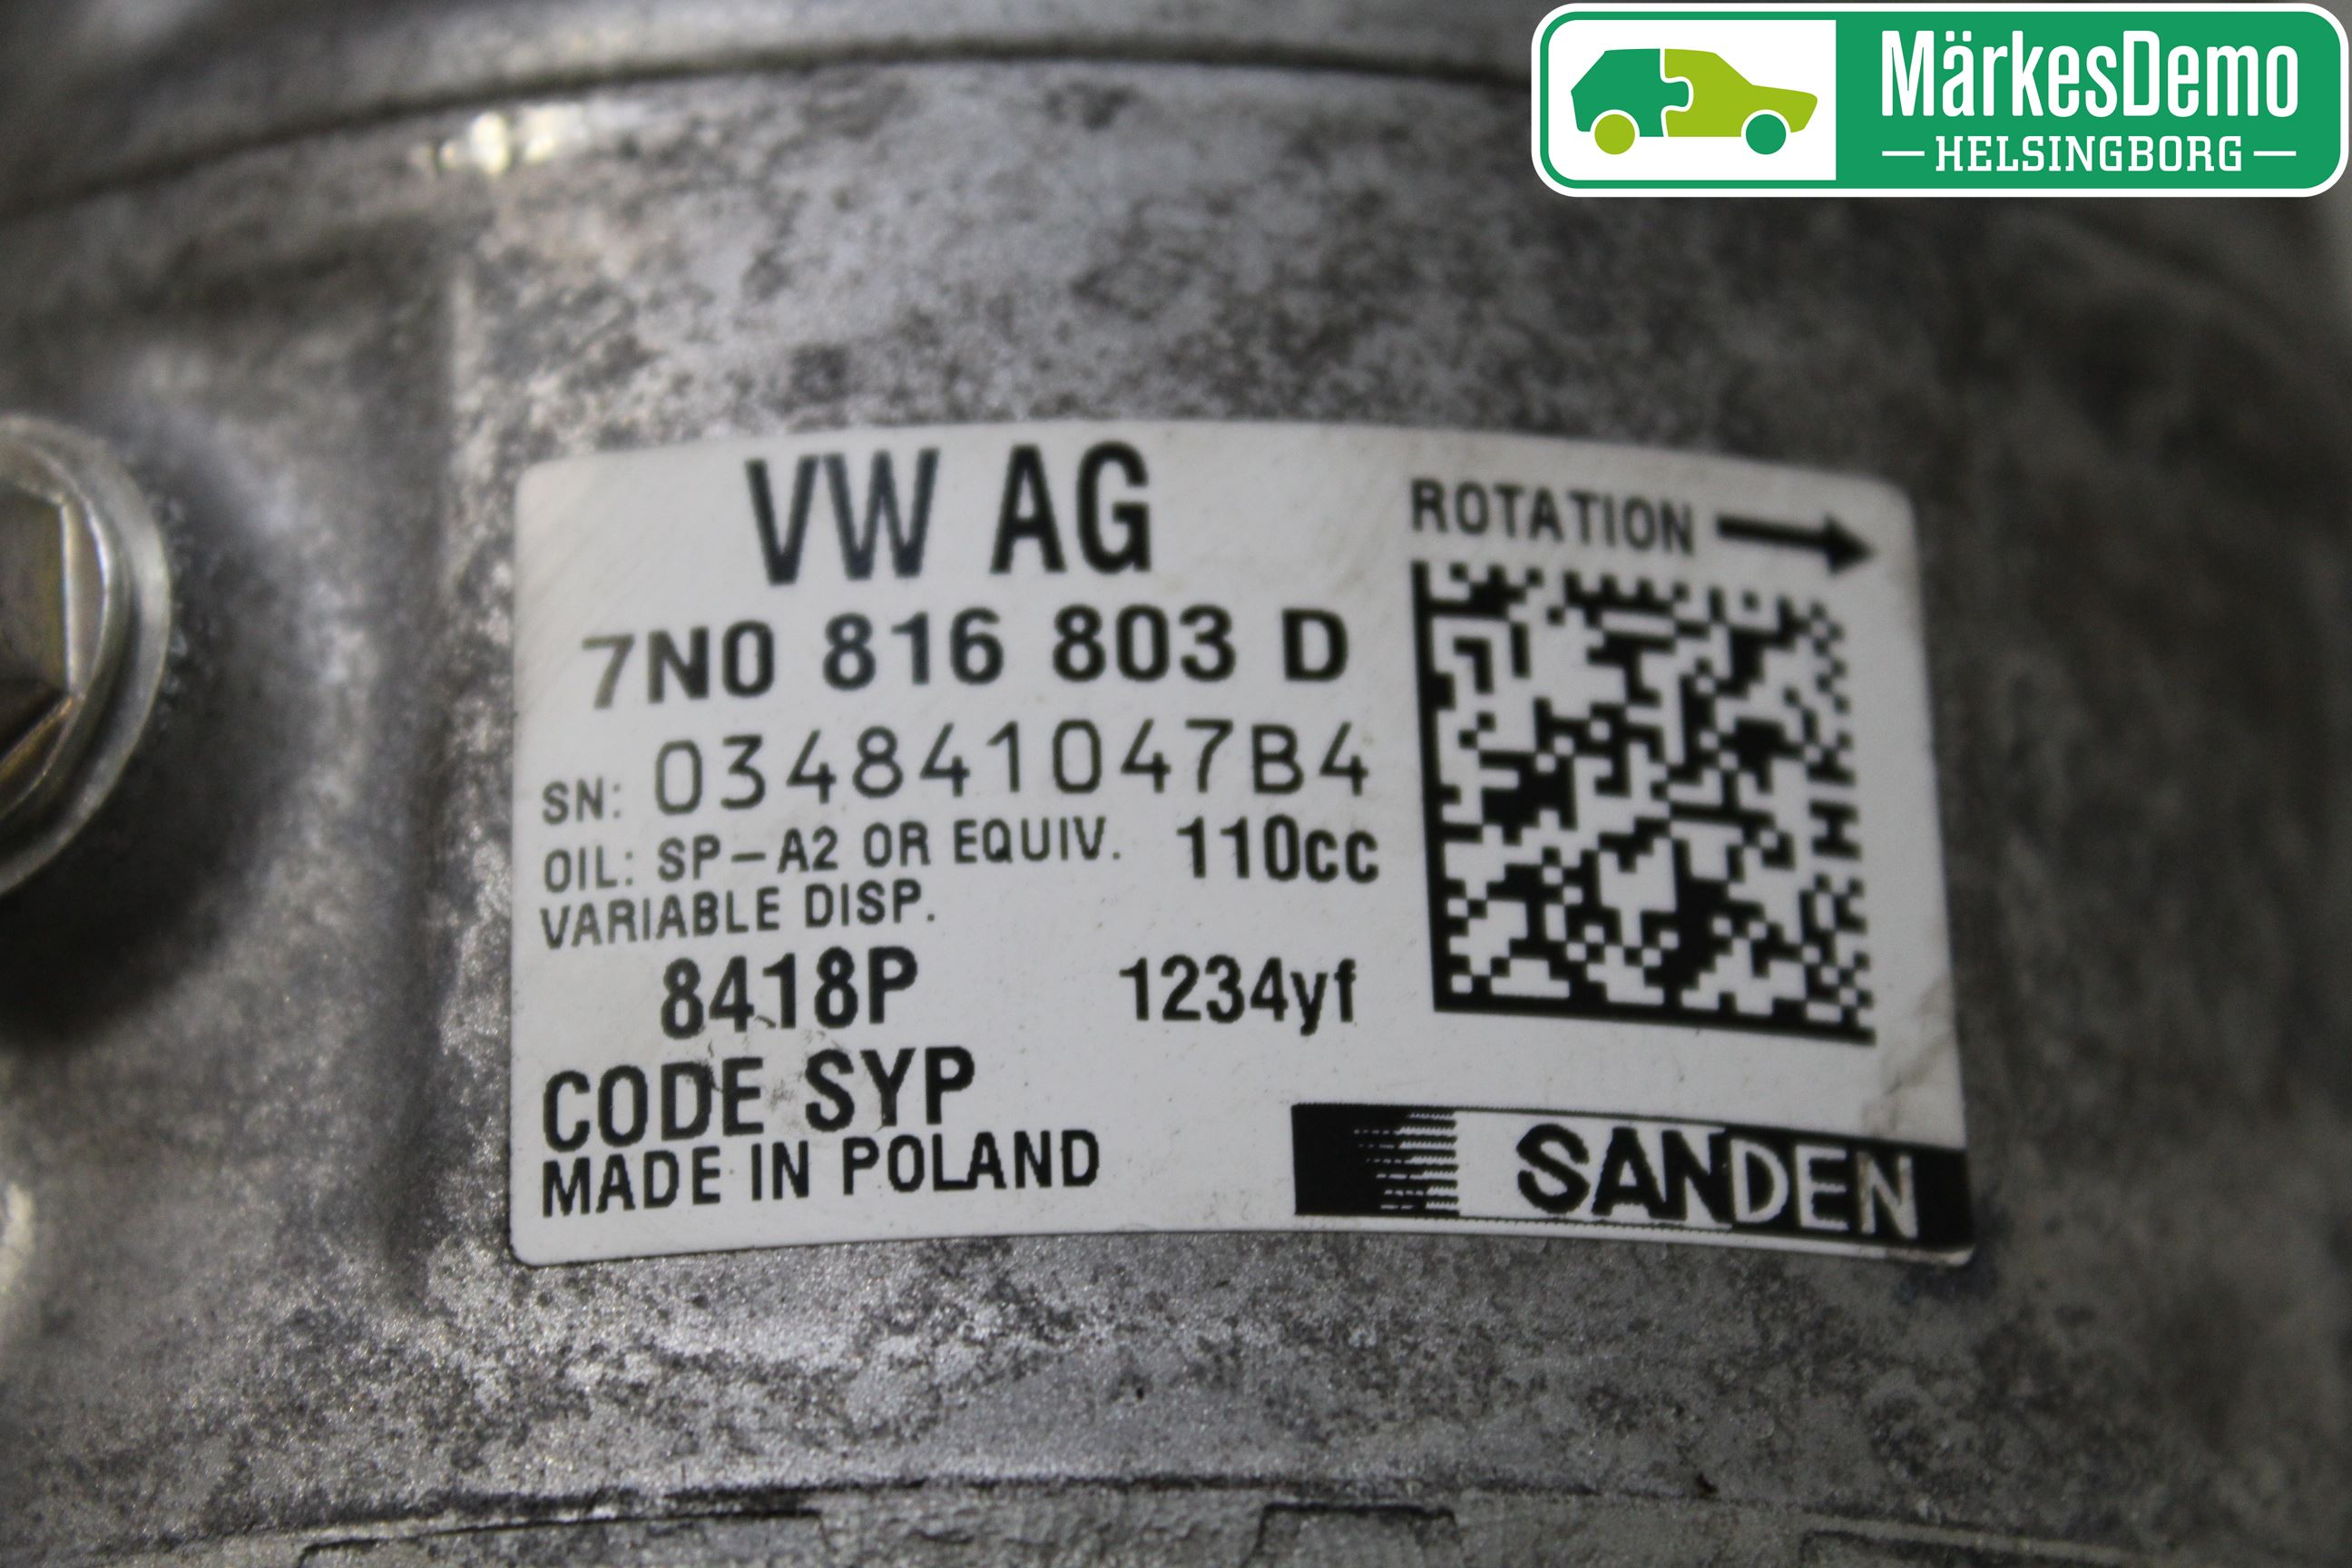 MärkesDemo
HELSINGBORG
VW AG
ROTATION
7N0 816 803 D
SN: 034841047B4
OIL: SP-A2 OR EQUIV. 110cc
VARIABLE DISP.
8418P 1234yf
CODE SYP
MADE IN POLAND
SANDEN